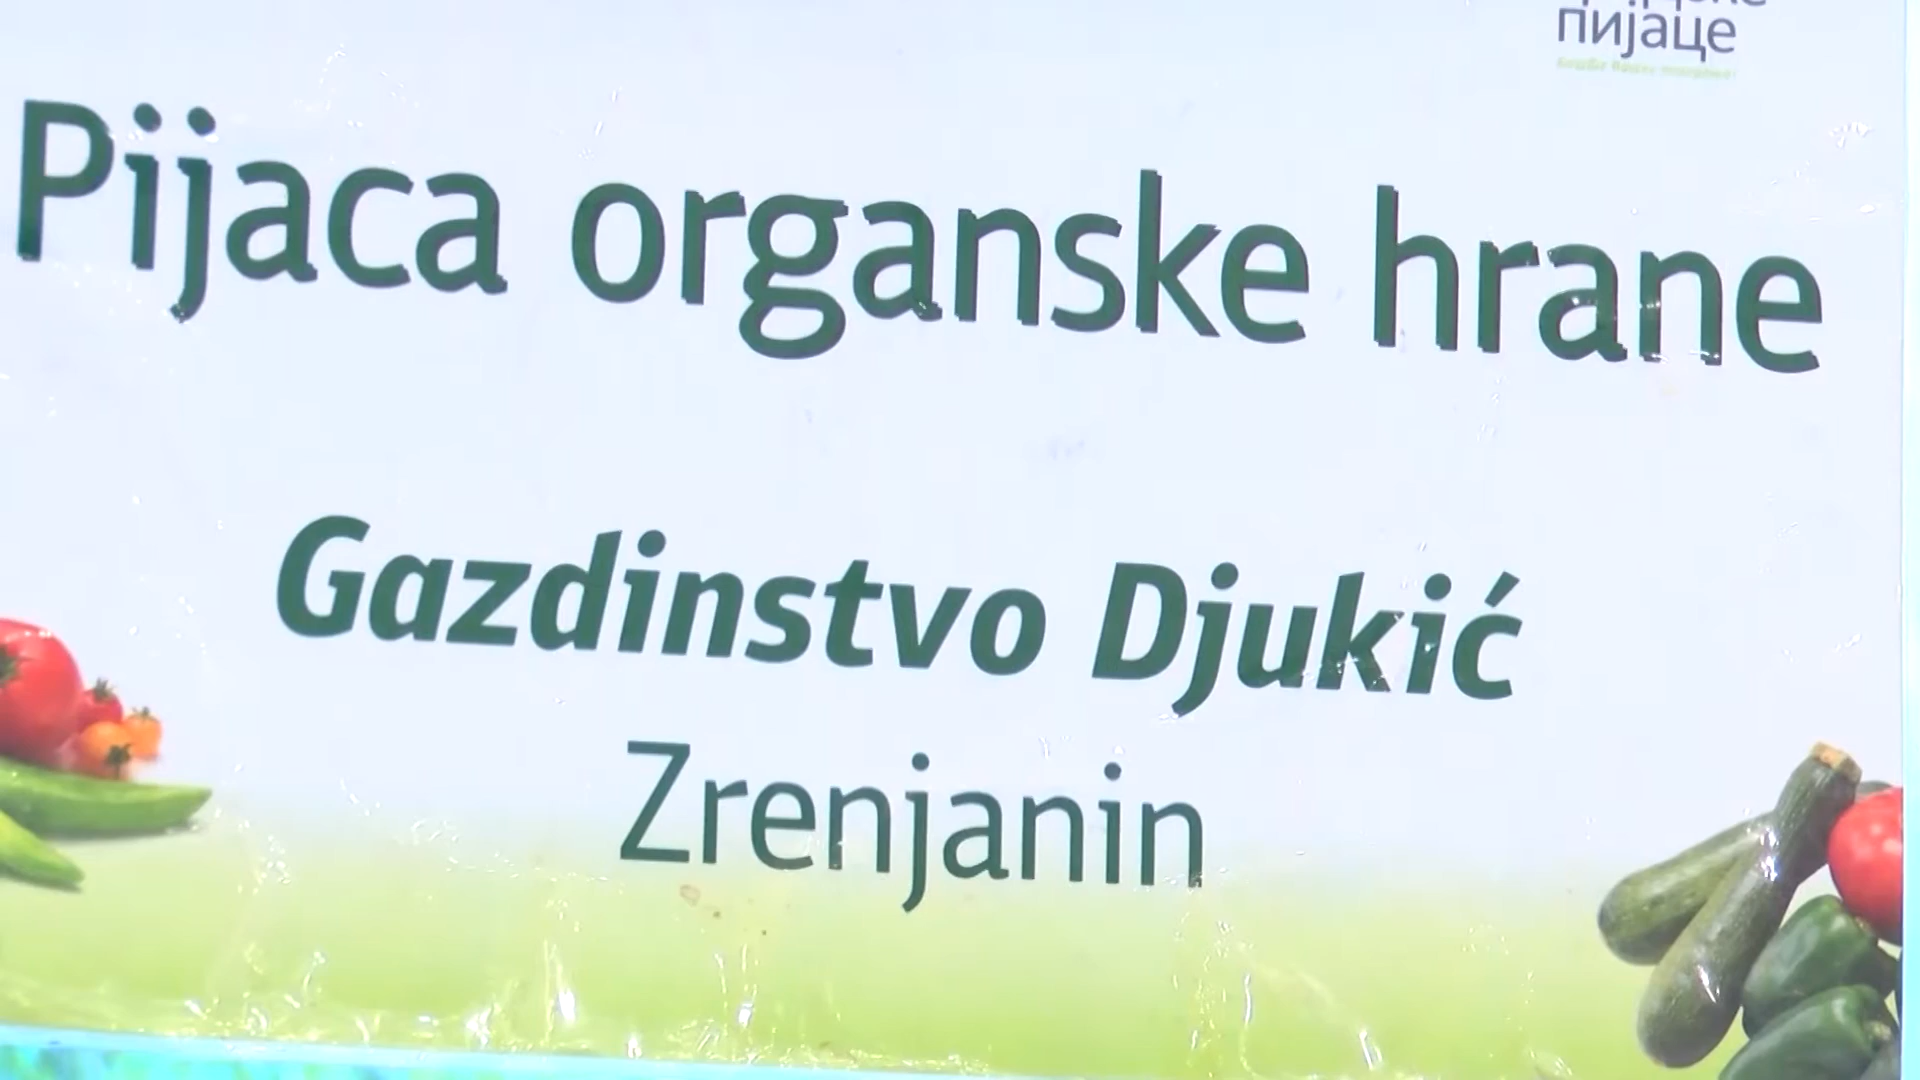 пијаце
Pijaca organske hrane
Gazdinstvo Djukić
Zrenjanin